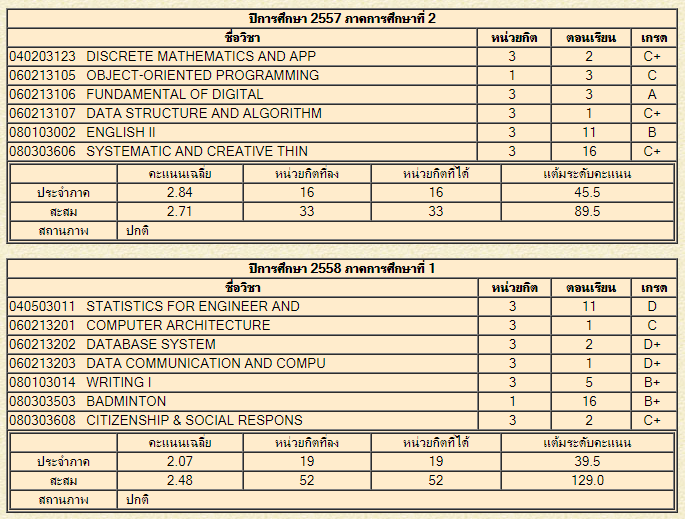 ปีการศึกษา 2557 ภาคการศึกษาที่ 2
ชื่อวิชา หน่วยกิต ตอนเรียน เกรด
040203123 DISCRETE MATHEMATICS AND APP 3 2 C+
060213105 OBJECT-ORIENTED PROGRAMMING 1 3 C
060213106 FUNDAMENTAL OF DIGITAL 3 3 A
060213107 DATA STRUCTURE AND ALGORITHM 3 1 C+
080103002 ENGLISH II 3 11 B
080303606 SYSTEMATIC AND CREATIVE THIN 3 16 C+
คะแนนเฉลี่ย หน่วยกิตที่ลง หน่วยกิตที่ได้ แต้มระดับคะแนน
ประจำภาค 2.84 16 16 45.5
สะสม 2.71 33 33 89.5
สถานภาพ ปกติ
ปีการศึกษา 2558 ภาคการศึกษาที่ 1
ชื่อวิชา หน่วยกิต ตอนเรียน เกรด
040503011 STATISTICS FOR ENGINEER AND 3 11 D
060213201 COMPUTER ARCHITECTURE 3 1 C
060213202 DATABASE SYSTEM 3 2 D+
060213203 DATA COMMUNICATION AND COMPU 3 1 D+
080103014 WRITING I 3 5 B+
080303503 BADMINTON 1 16 B+
080303608 CITIZENSHIP & SOCIAL RESPONS 3 2 C+
คะแนนเฉลี่ย หน่วยกิตที่ลง หน่วยกิตที่ได้ แต้มระดับคะแนน
ประจำภาค 2.07 19 19 39.5
สะสม 2.48 52 52 129.0
สถานภาพ ปกติ